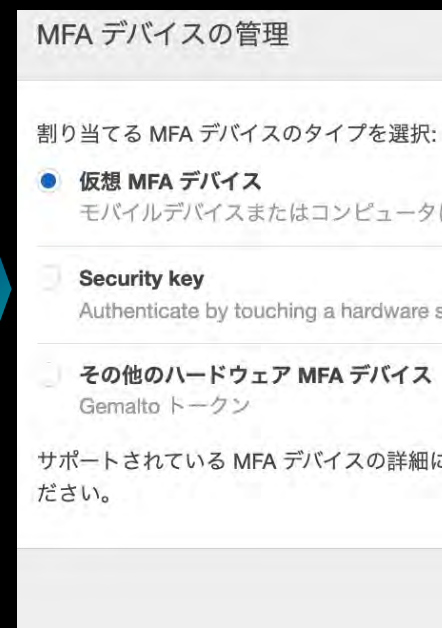 MFA デバイスの管理
割り当てる MFA デバイスのタイプを選択:
仮想 MFA デバイス
モバイルデバイスまたはコンピュータ
Security key
Authenticate by touching a hardware s
その他のハードウェア MFA デバイス
Gemalto トークン
サポートされている MFA デバイスの詳細に
ださい。